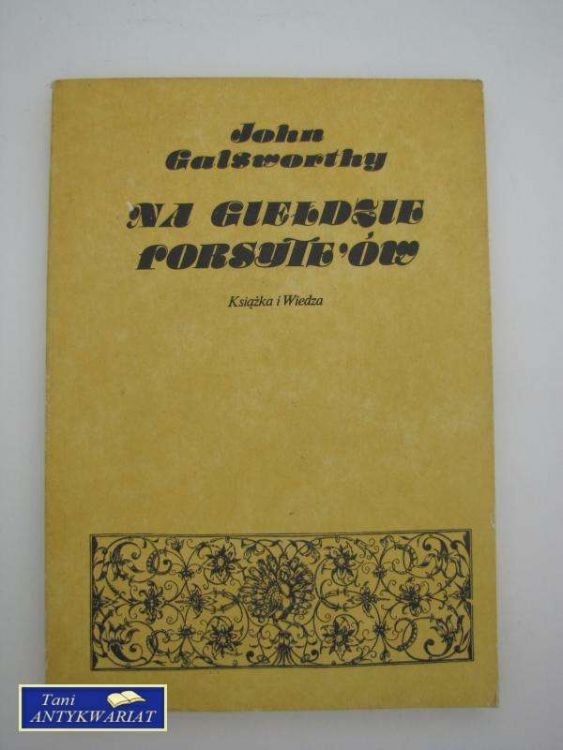 John
Galsworthy
NA GIEŁDZIE
FORSYTE'ÓW
Książka i Wiedza
Tani
ANTYKWARIAT